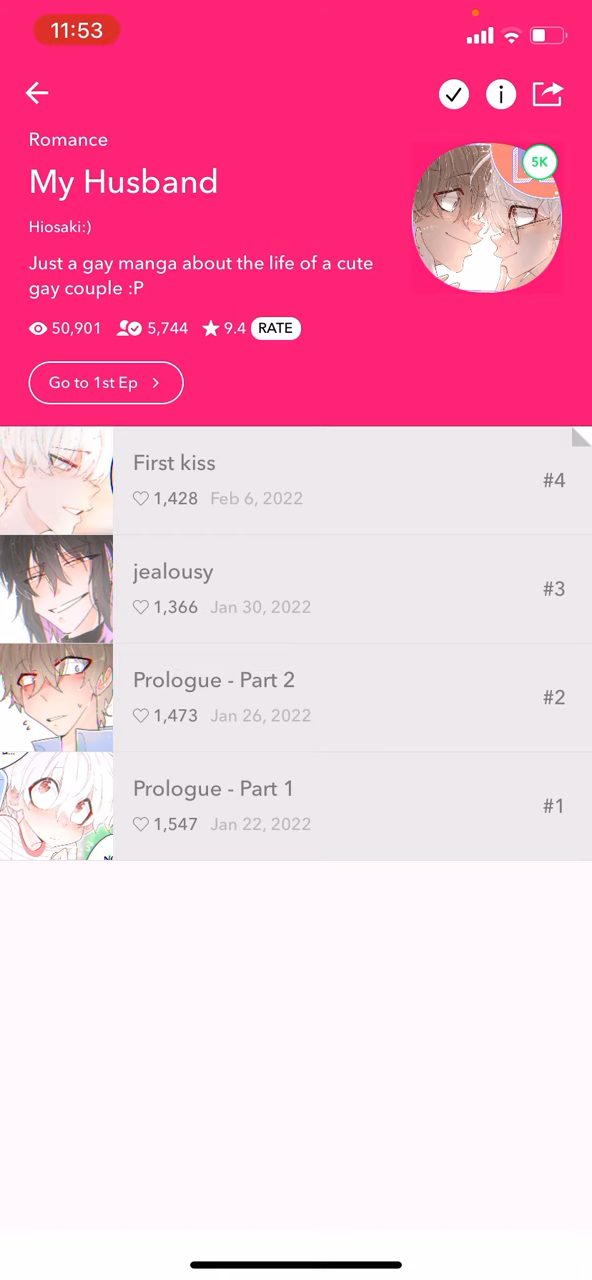 11:53
Romance
My Husband
5K
Hiosaki:)
Just a gay manga about the life of a cute
gay couple :P
50,901 5,744 9.4 RATE
Go to 1st Ep
First kiss
1,428 Feb 6, 2022
#4
jealousy
1,366 Jan 30, 2022
#3
Prologue - Part 2
1,473 Jan 26, 2022
#2
Prologue - Part 1
1,547 Jan 22, 2022
#1